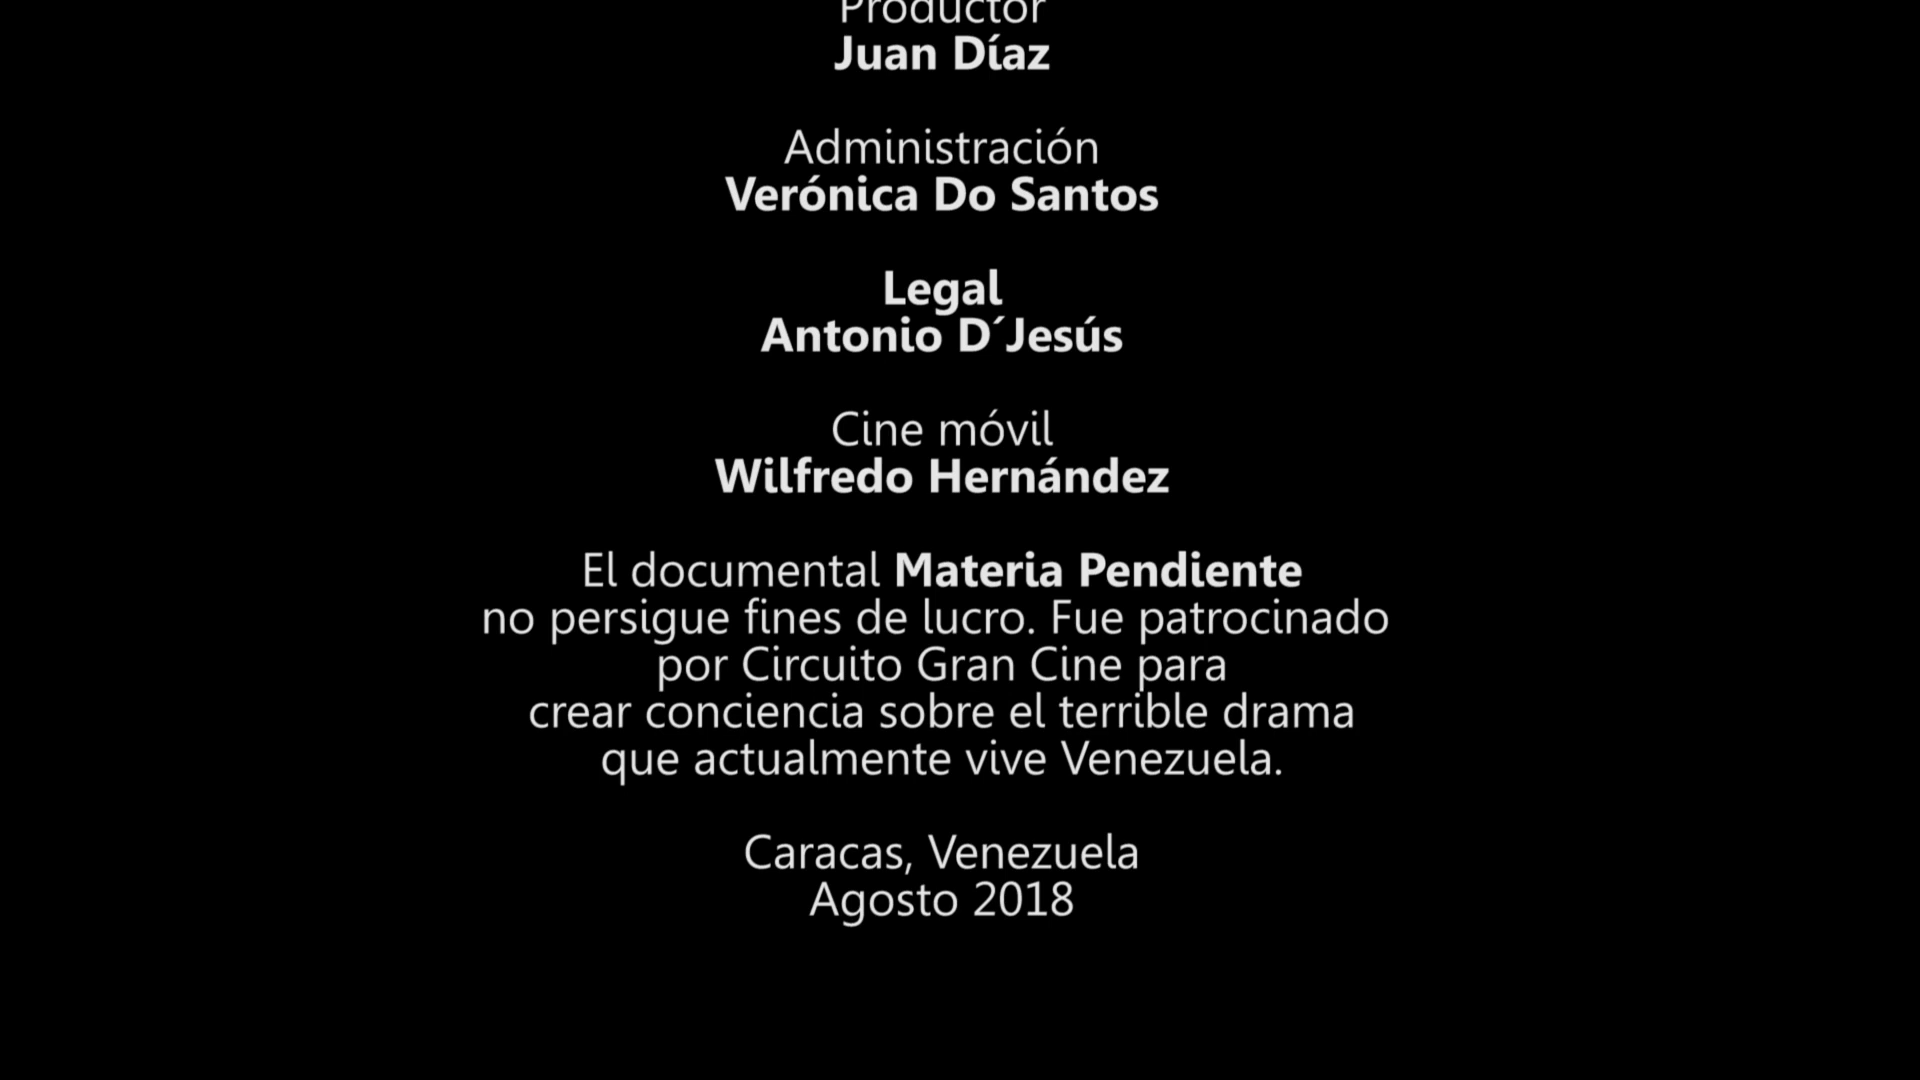 Productor
Juan Díaz
Administración
Verónica Do Santos
Legal
Antonio D´Jesús
Cine móvil
Wilfredo Hernández
El documental Materia Pendiente
no persigue fines de lucro. Fue patrocinado
por Circuito Gran Cine para
crear conciencia sobre el terrible drama
que actualmente vive Venezuela.
Caracas, Venezuela
Agosto 2018